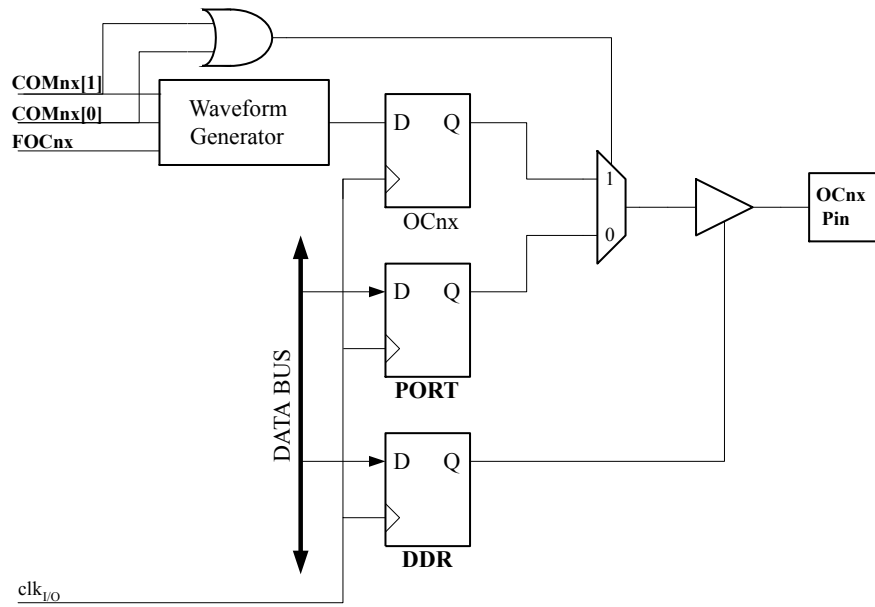 COMnx[1]
COMnx[0]
FOCnx
Waveform
Generator
D Q
OCnx
1
0
OCnx
Pin
D Q
PORT
DATA BUS
D Q
DDR
clkI/O